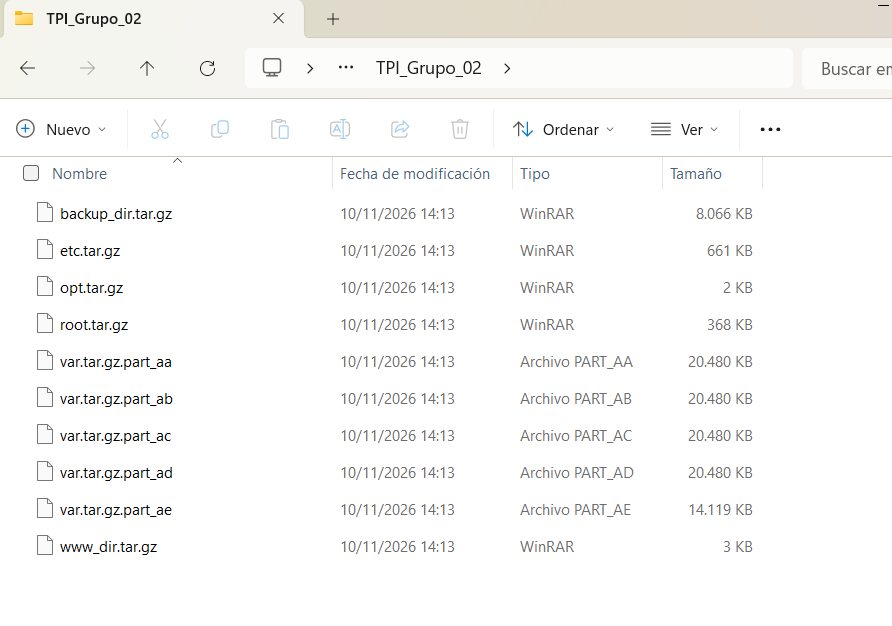 TPI_Grupo_02
TPI_Grupo_02
Buscar en
Nuevo
Ordenar
Ver
Nombre Fecha de modificación Tipo Tamaño
backup_dir.tar.gz 10/11/2026 14:13 WinRAR 8.066 KB
etc.tar.gz 10/11/2026 14:13 WinRAR 661 KB
opt.tar.gz 10/11/2026 14:13 WinRAR 2 KB
root.tar.gz 10/11/2026 14:13 WinRAR 368 KB
var.tar.gz.part_aa 10/11/2026 14:13 Archivo PART_AA 20.480 KB
var.tar.gz.part_ab 10/11/2026 14:13 Archivo PART_AB 20.480 KB
var.tar.gz.part_ac 10/11/2026 14:13 Archivo PART_AC 20.480 KB
var.tar.gz.part_ad 10/11/2026 14:13 Archivo PART_AD 20.480 KB
var.tar.gz.part_ae 10/11/2026 14:13 Archivo PART_AE 14.119 KB
www_dir.tar.gz 10/11/2026 14:13 WinRAR 3 KB